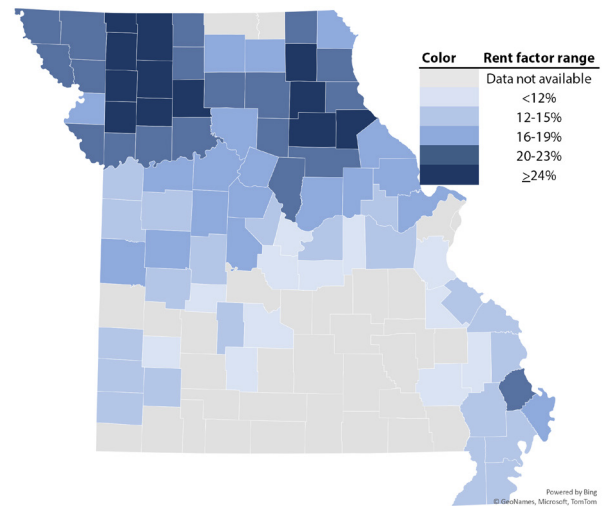 Color Rent factor range
Data not available
<12%
12-15%
16-19%
20-23%
≥24%
Powered by Bing
© GeoNames, Microsoft, TomTom